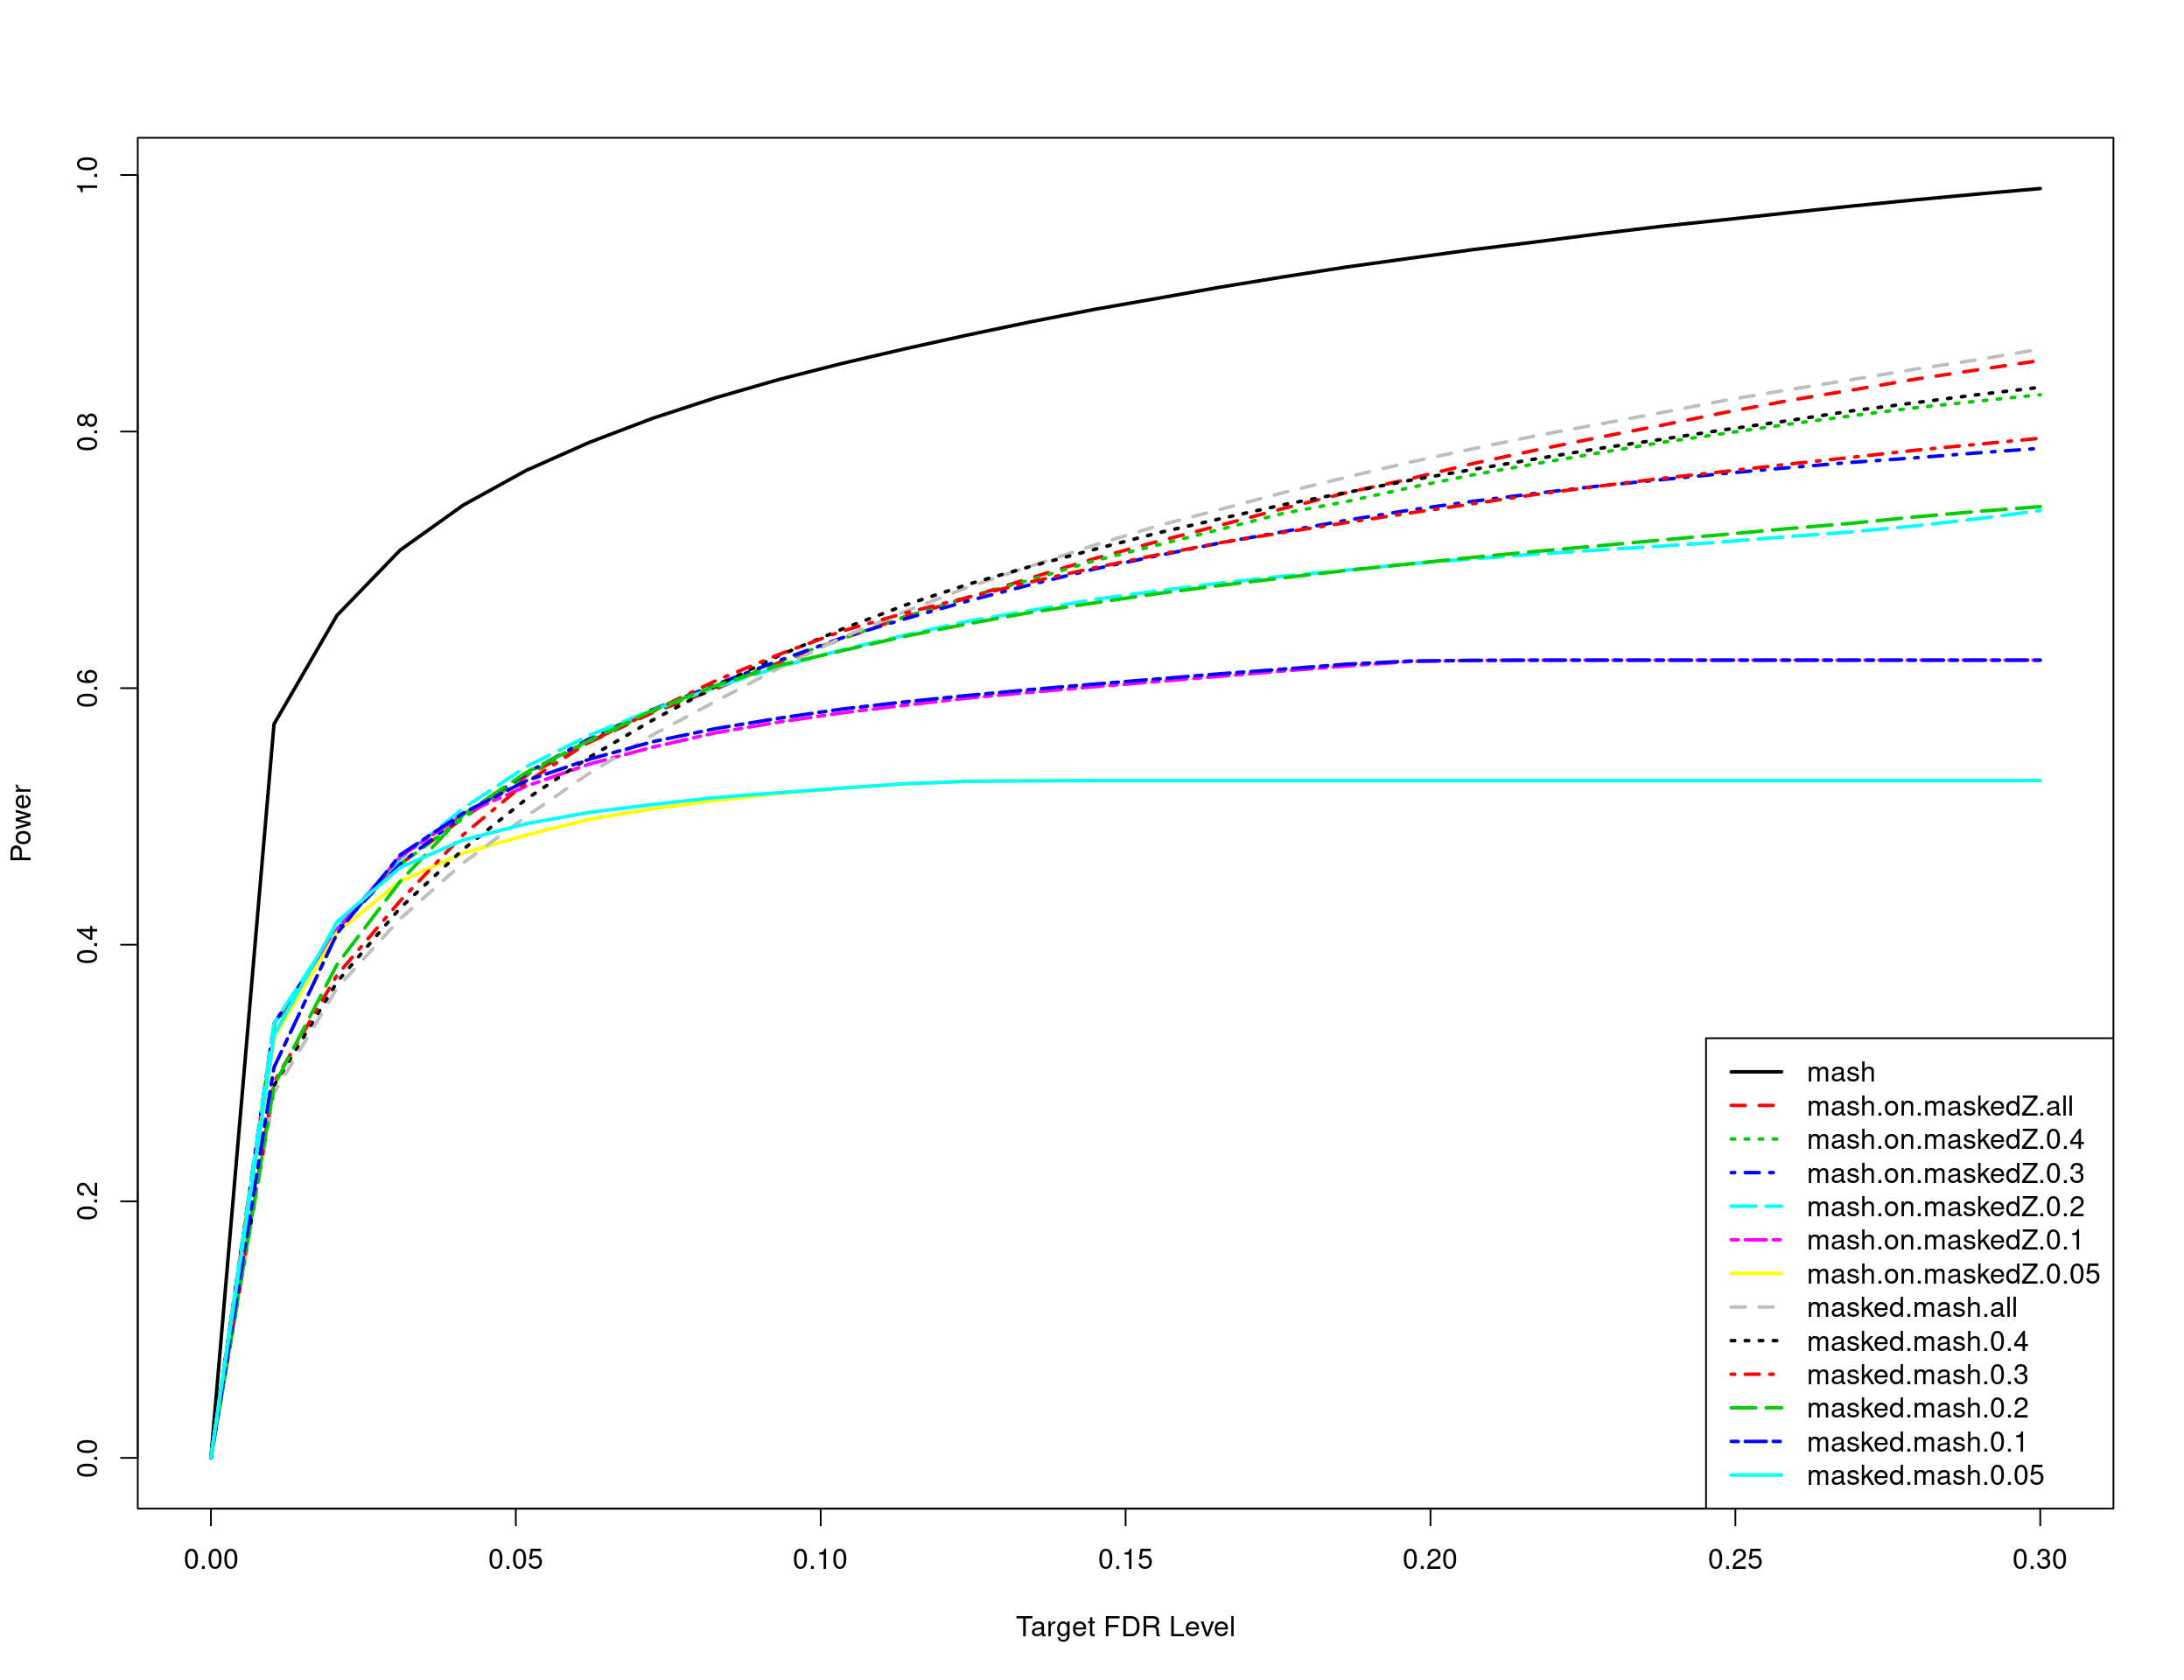 1.0
0.8
0.6
0.4
0.2
0.0
Power
0.00 0.05 0.10 0.15 0.20 0.25 0.30
Target FDR Level
mash
mash.on.maskedZ.all
mash.on.maskedZ.0.4
mash.on.maskedZ.0.3
mash.on.maskedZ.0.2
mash.on.maskedZ.0.1
mash.on.maskedZ.0.05
masked.mash.all
masked.mash.0.4
masked.mash.0.3
masked.mash.0.2
masked.mash.0.1
masked.mash.0.05